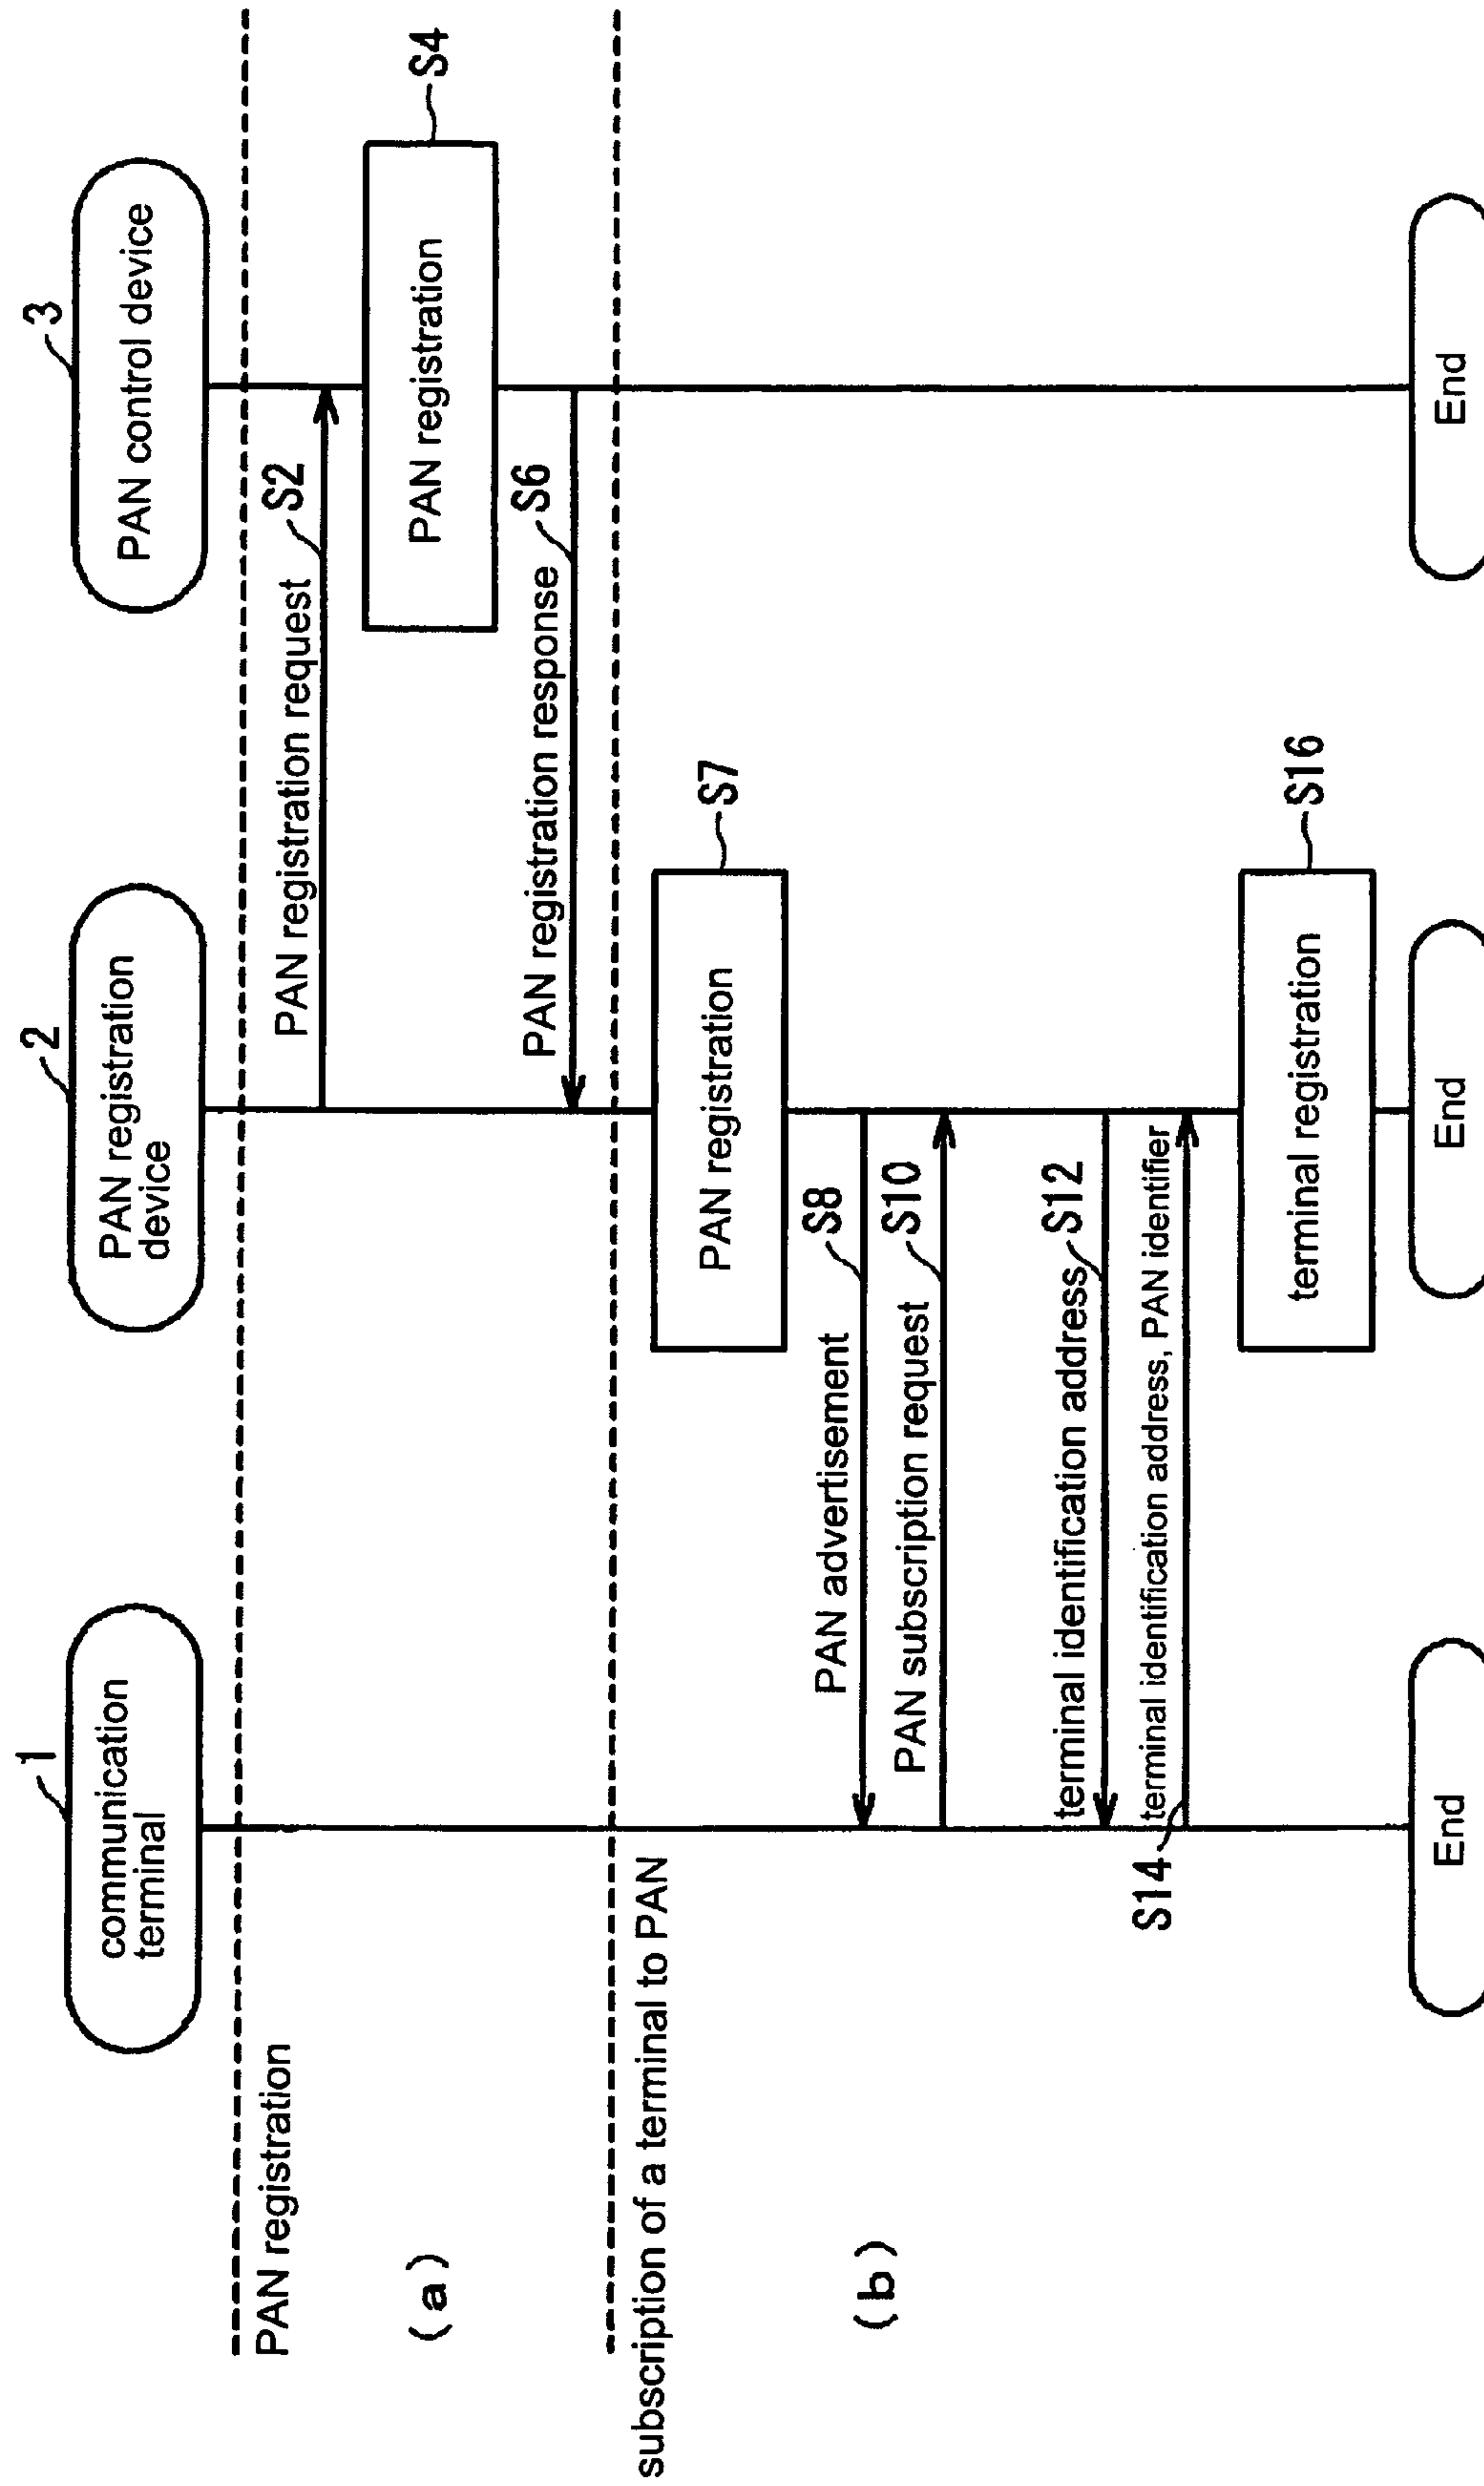 1
communication
terminal
2
PAN registration
device
3
PAN control device
PAN registration
(a)
PAN registration request
S2
PAN registration
S4
PAN registration response
S6
subscription of a terminal to PAN
(b)
PAN registration
S7
PAN advertisement
S8
PAN subscription request
S10
terminal identification address
S12
terminal identification address, PAN identifier
S14
terminal registration
S16
End
End
End